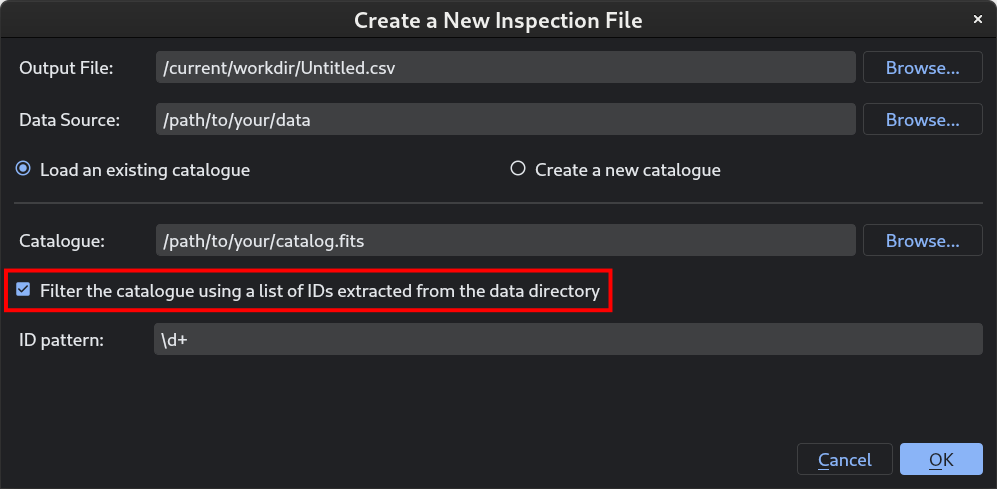 Create a New Inspection File
Output File: /current/workdir/Untitled.csv Browse...
Data Source: /path/to/your/data Browse...
Load an existing catalogue Create a new catalogue
Catalogue: /path/to/your/catalog.fits Browse...
Filter the catalogue using a list of IDs extracted from the data directory
ID pattern: \d+
Cancel OK